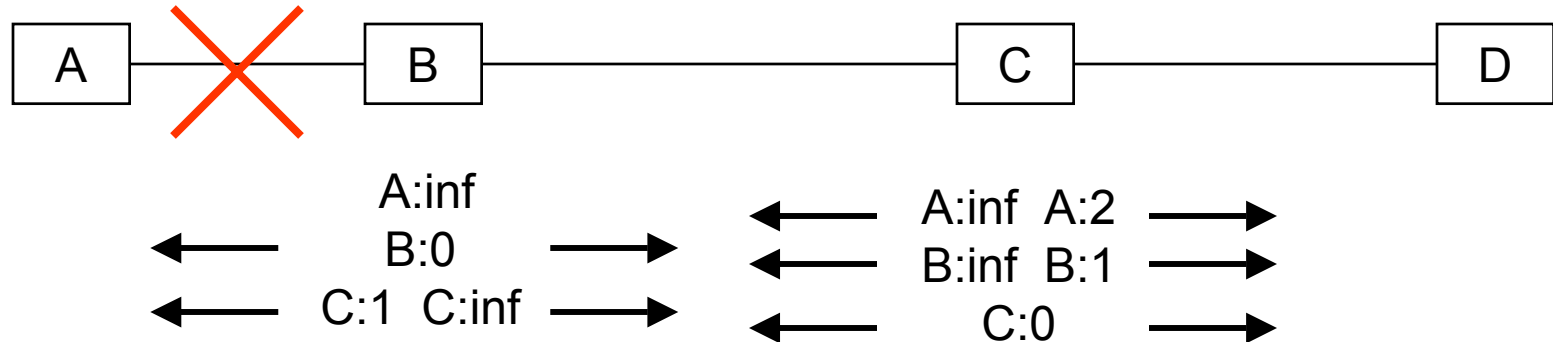 A B C D
A:inf
B:0
C:1 C:inf
A:inf A:2
B:inf B:1
C:0